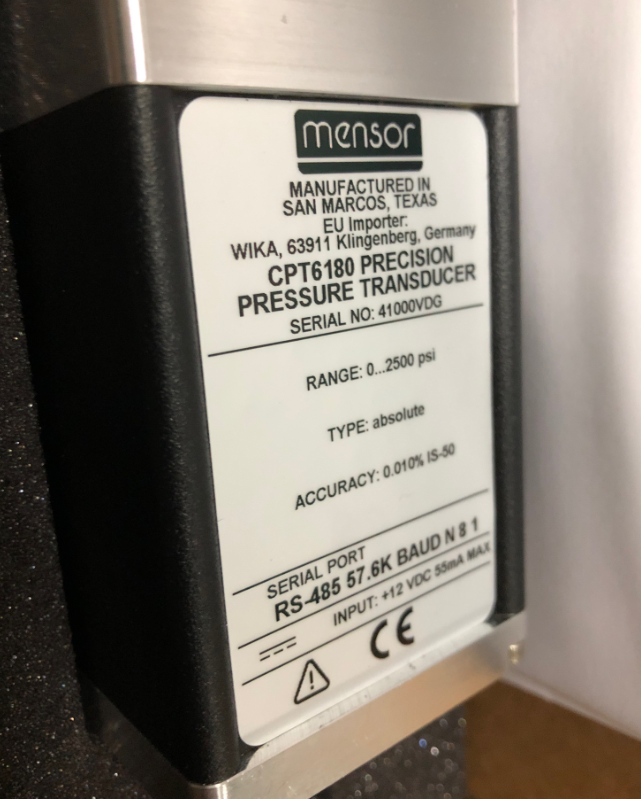 mensor
MANUFACTURED IN
SAN MARCOS, TEXAS
EU Importer:
WIKA, 63911 Klingenberg, Germany
CPT6180 PRECISION
PRESSURE TRANSDUCER
SERIAL NO: 41000VDG
RANGE: 0...2500 psi
TYPE: absolute
ACCURACY: 0.010% IS-50
SERIAL PORT
RS-485 57.6K BAUD N 8 1
INPUT: +12 VDC 55mA MAX
CE